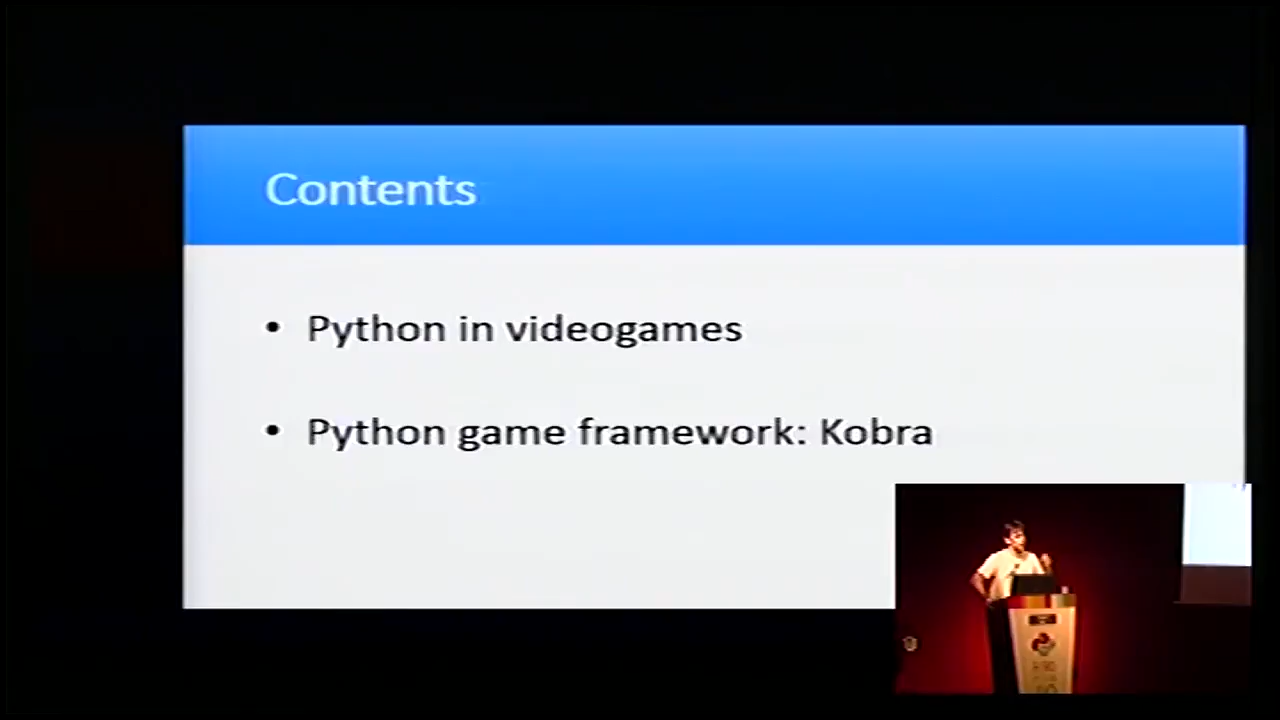 Contents
• Python in videogames
• Python game framework: Kobra